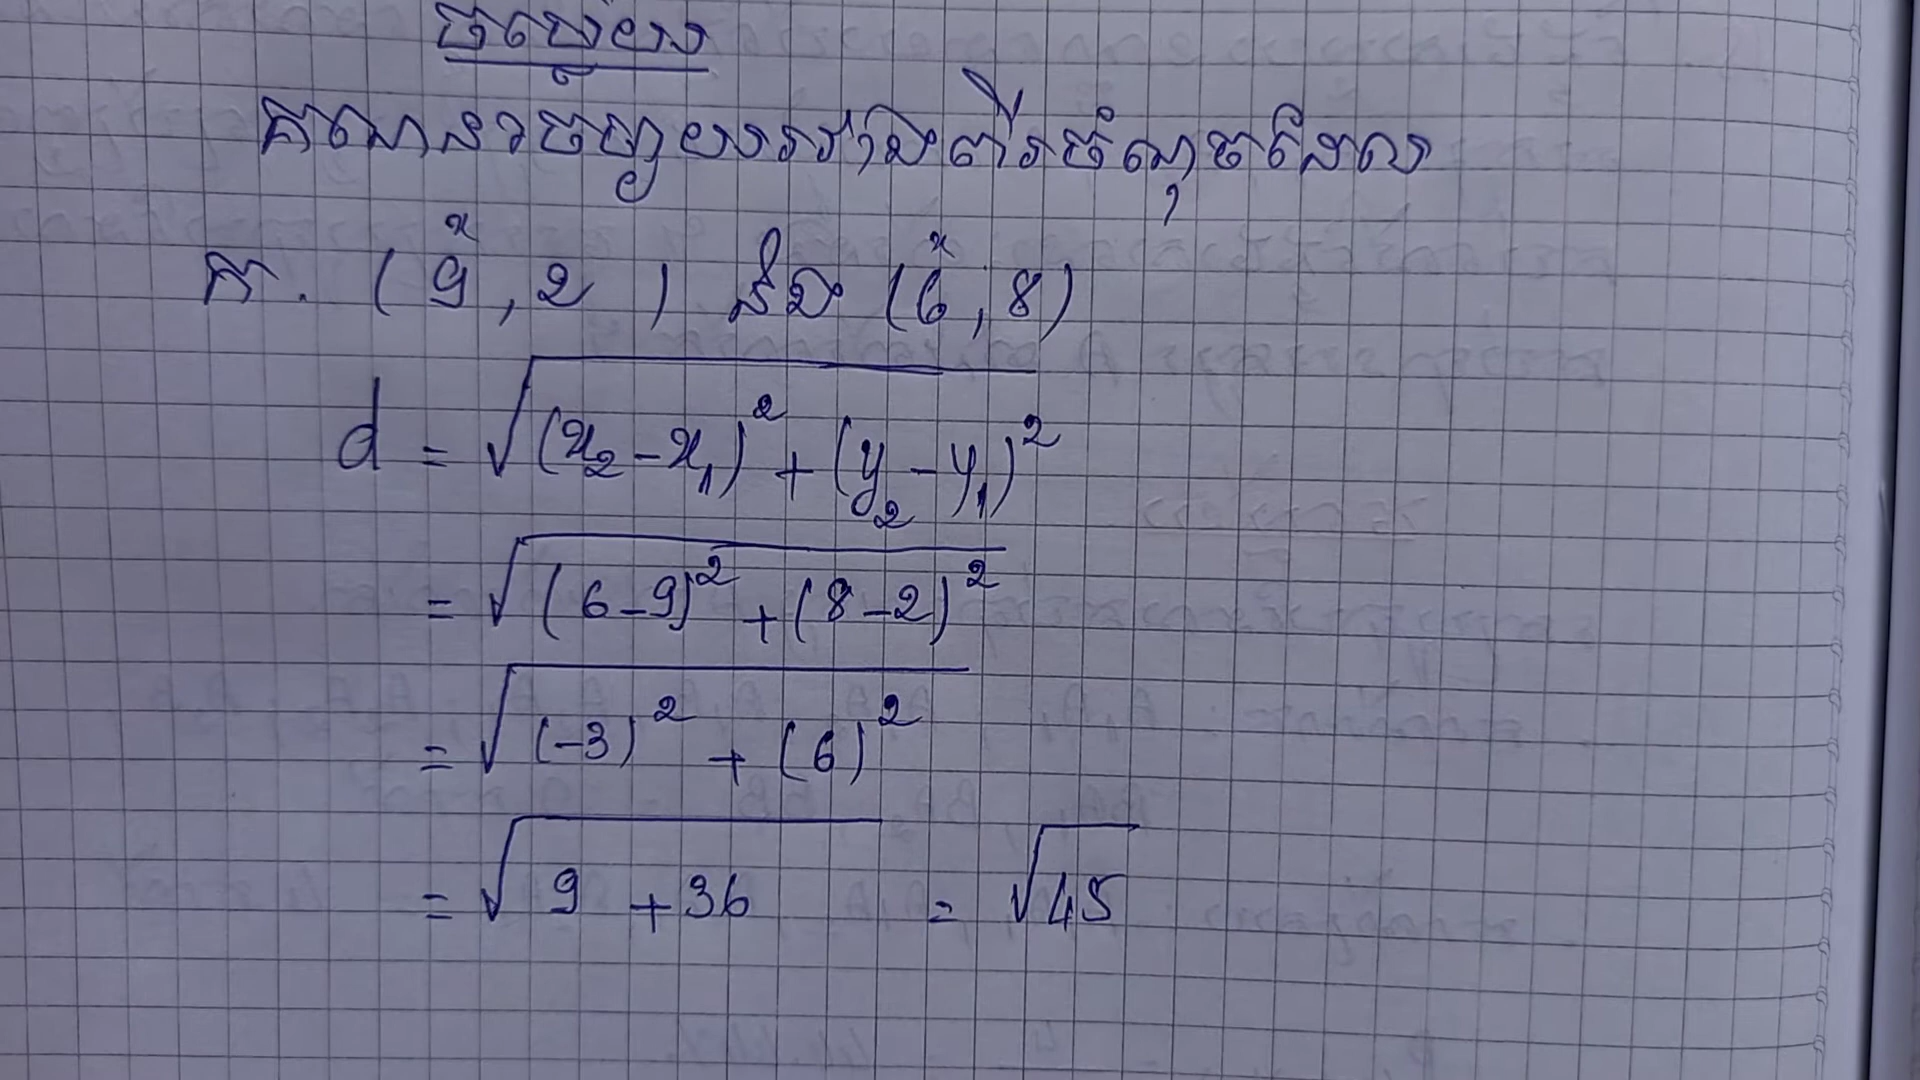 ចម្លើយ
គណនាចម្ងាយរវាងពីរចំណុចដែល
ក. (9, 2) និង (6, 8)
x x
d = √((x₂ - x₁)² + (y₂ - y₁)²)
= √((6 - 9)² + (8 - 2)²)
= √((-3)² + (6)²)
= √(9 + 36) = √45